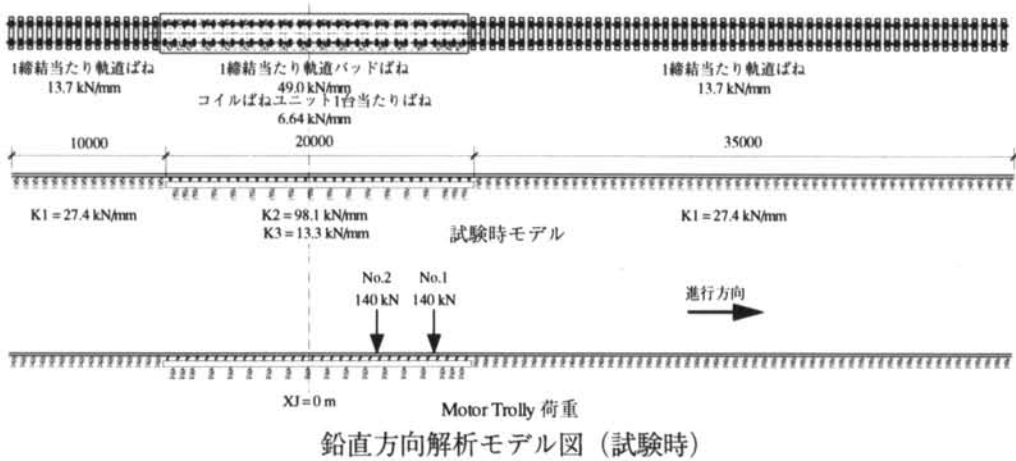 1締結当たり軌道ばね
13.7 kN/mm
1締結当たり軌道パッドばね
49.0 kN/mm
コイルばねユニット1台当たりばね
6.64 kN/mm
1締結当たり軌道ばね
13.7 kN/mm
10000
20000
35000
K1 = 27.4 kN/mm
K2 = 98.1 kN/mm
K3 = 13.3 kN/mm
K1 = 27.4 kN/mm
試験時モデル
No.2
140 kN
No.1
140 kN
進行方向
XJ = 0 m
Motor Trolly 荷重
鉛直方向解析モデル図（試験時）